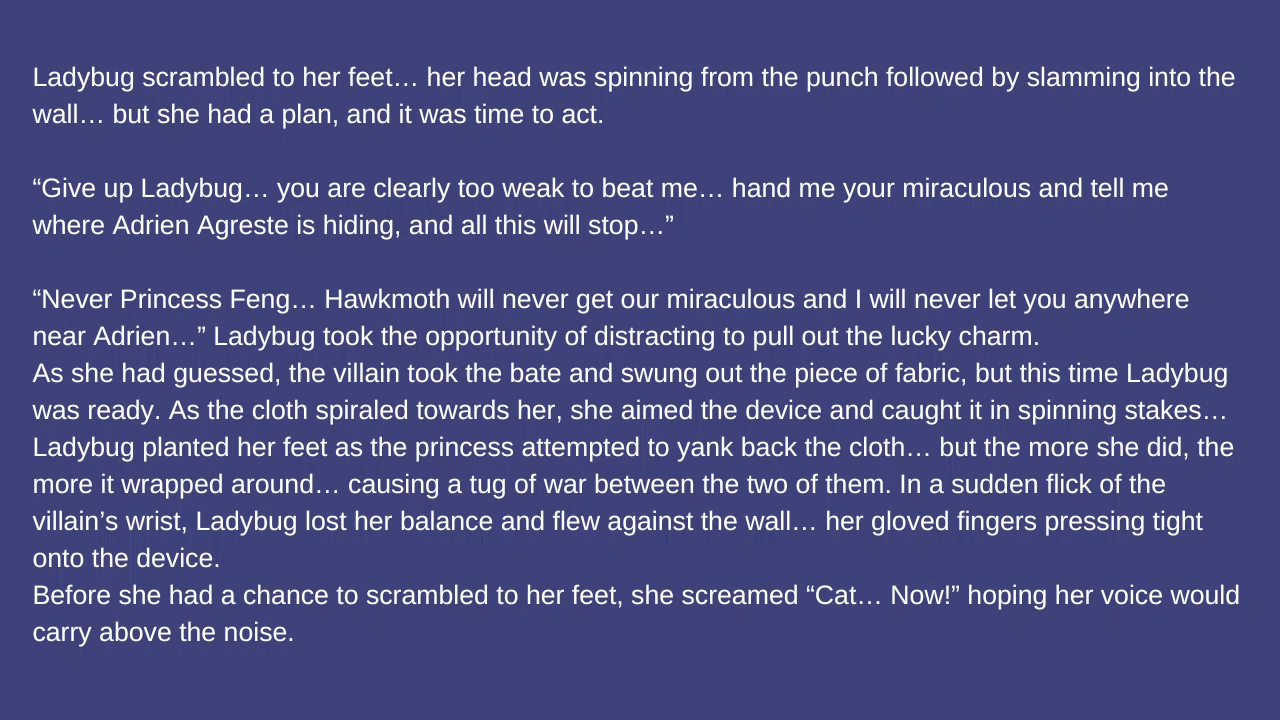 Ladybug scrambled to her feet… her head was spinning from the punch followed by slamming into the
wall… but she had a plan, and it was time to act.
“Give up Ladybug… you are clearly too weak to beat me… hand me your miraculous and tell me
where Adrien Agreste is hiding, and all this will stop…”
“Never Princess Feng… Hawkmoth will never get our miraculous and I will never let you anywhere
near Adrien…” Ladybug took the opportunity of distracting to pull out the lucky charm.
As she had guessed, the villain took the bate and swung out the piece of fabric, but this time Ladybug
was ready. As the cloth spiraled towards her, she aimed the device and caught it in spinning stakes…
Ladybug planted her feet as the princess attempted to yank back the cloth… but the more she did, the
more it wrapped around… causing a tug of war between the two of them. In a sudden flick of the
villain’s wrist, Ladybug lost her balance and flew against the wall… her gloved fingers pressing tight
onto the device.
Before she had a chance to scrambled to her feet, she screamed “Cat… Now!” hoping her voice would
carry above the noise.